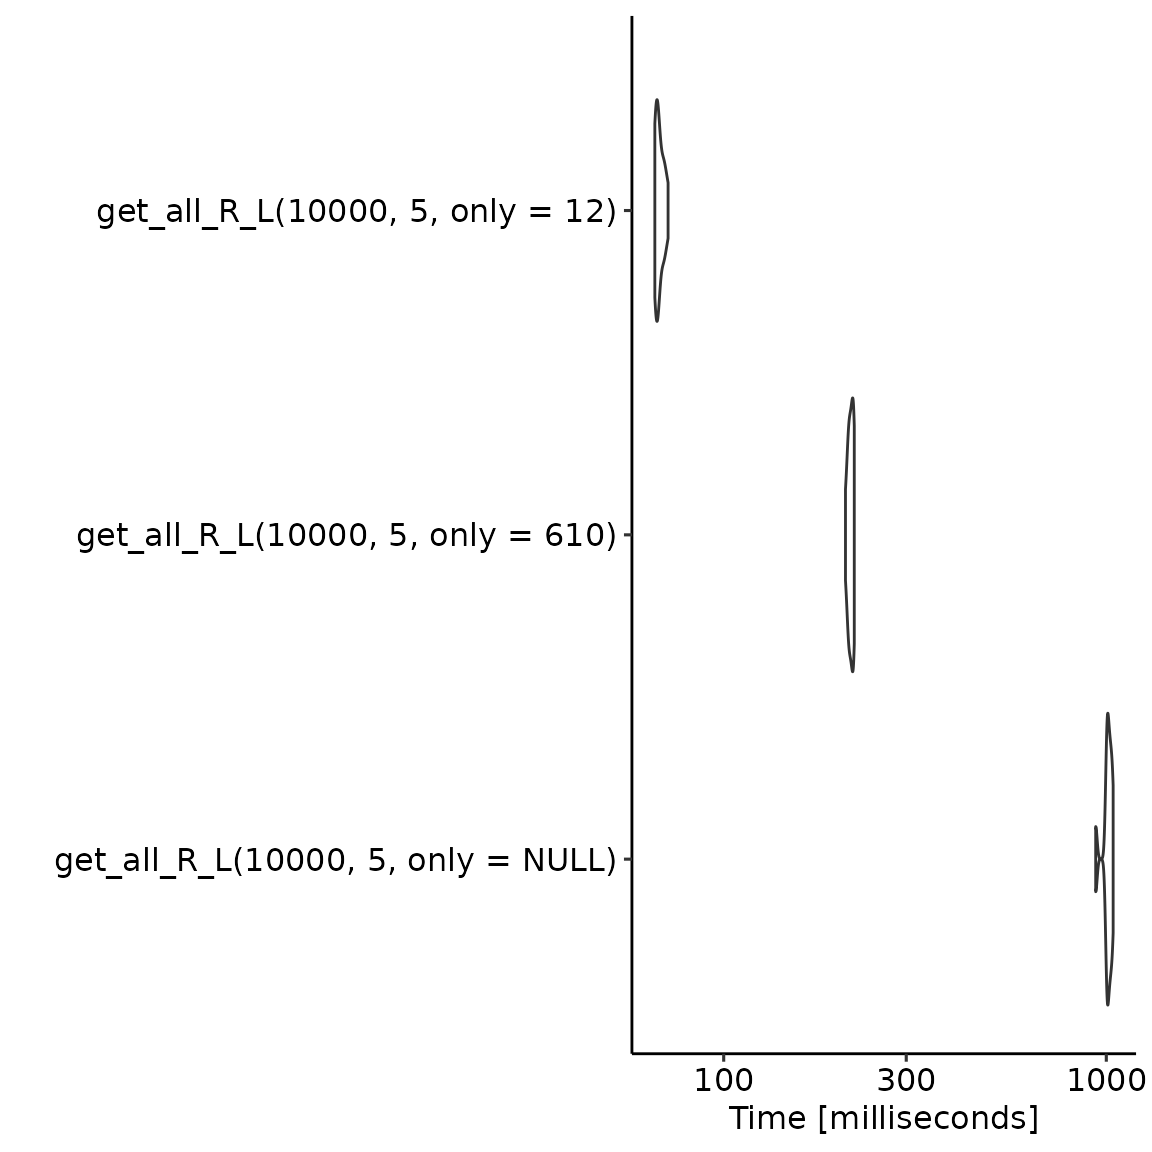 get_all_R_L(10000, 5, only = 12)
get_all_R_L(10000, 5, only = 610)
get_all_R_L(10000, 5, only = NULL)
100 300 1000
Time [milliseconds]